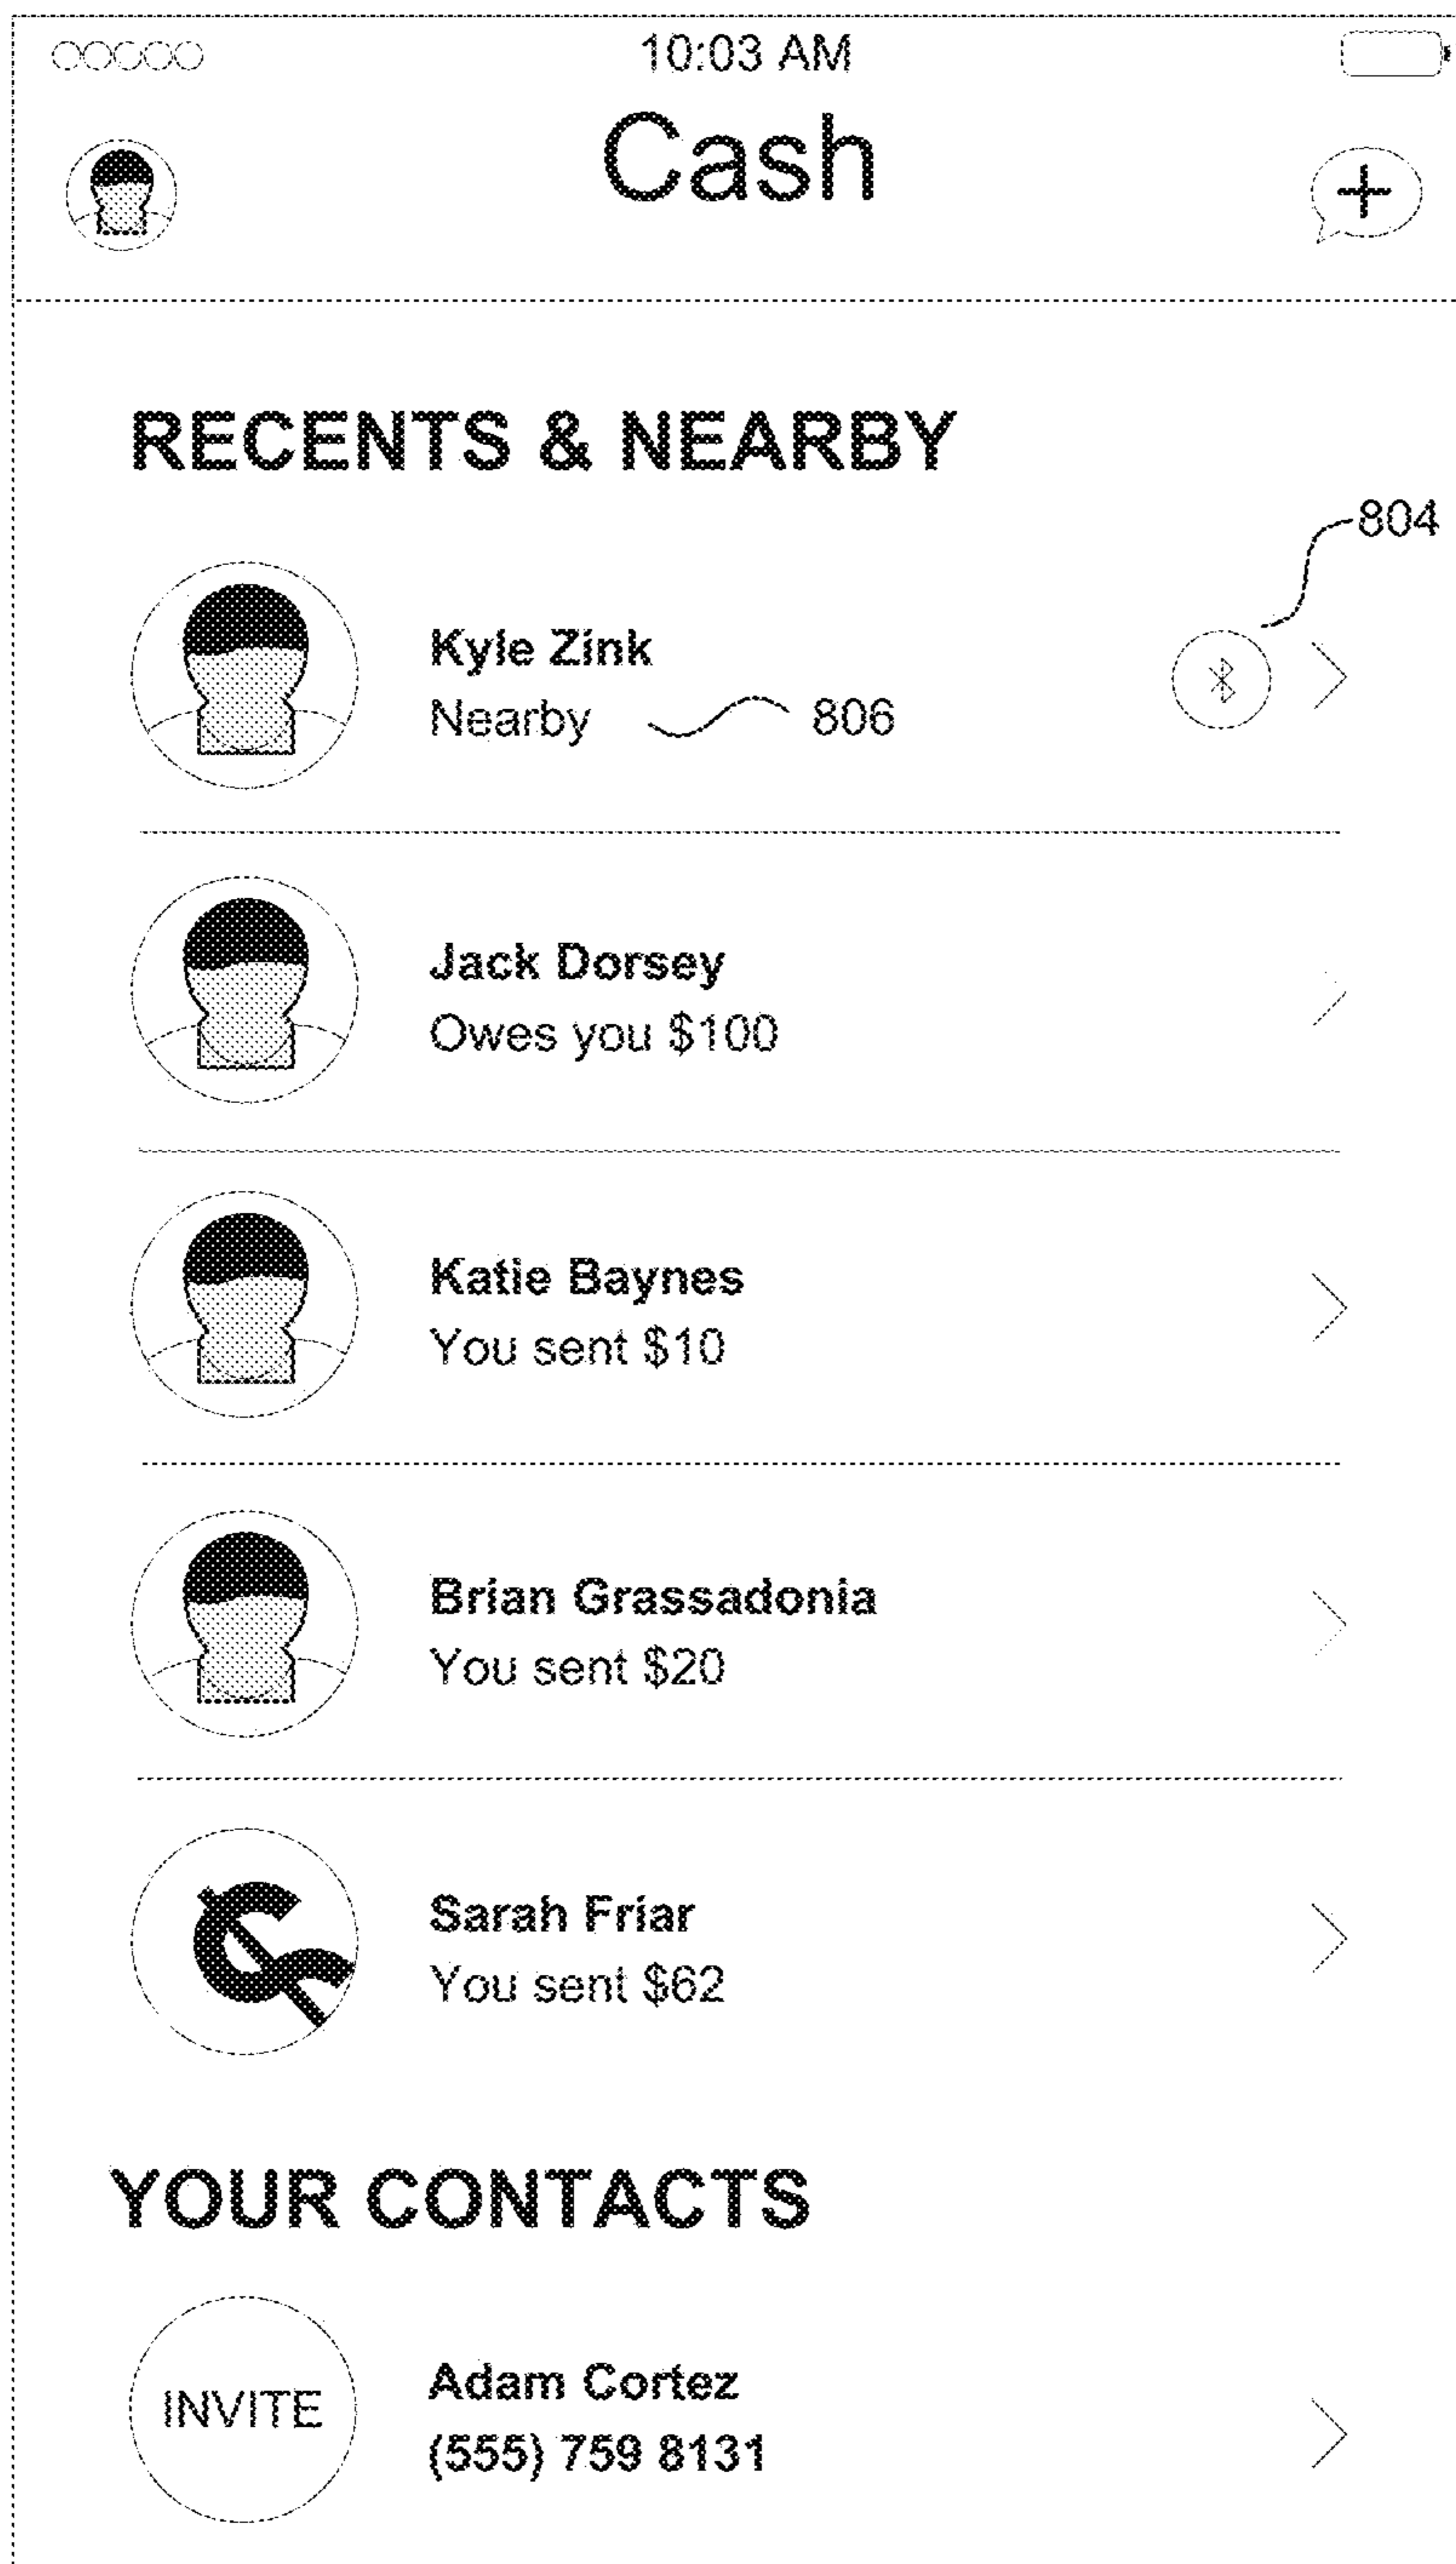 10:03 AM
Cash
RECENTS & NEARBY
804
Kyle Zink
Nearby 806
Jack Dorsey
Owes you $100
Katie Baynes
You sent $10
Brian Grassadonia
You sent $20
Sarah Friar
You sent $62
YOUR CONTACTS
INVITE
Adam Cortez
(555) 759 8131